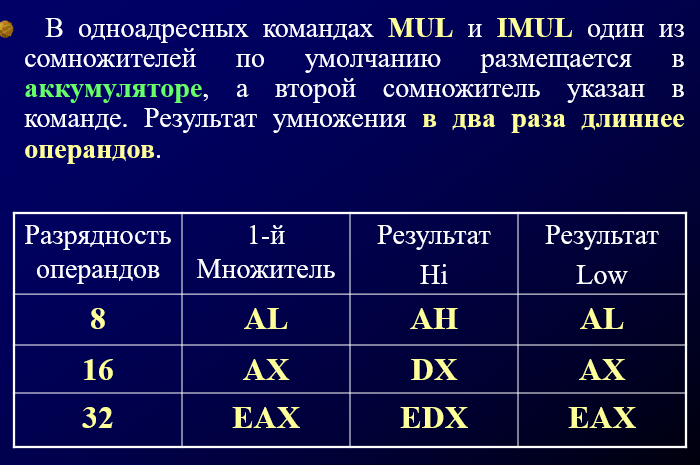 В одноадресных командах MUL и IMUL один из
сомножителей по умолчанию размещается в
аккумуляторе, а второй сомножитель указан в
команде. Результат умножения в два раза длиннее
операндов.
Разрядность операндов 1-й Множитель Результат Hi Результат Low
8 AL AH AL
16 AX DX AX
32 EAX EDX EAX